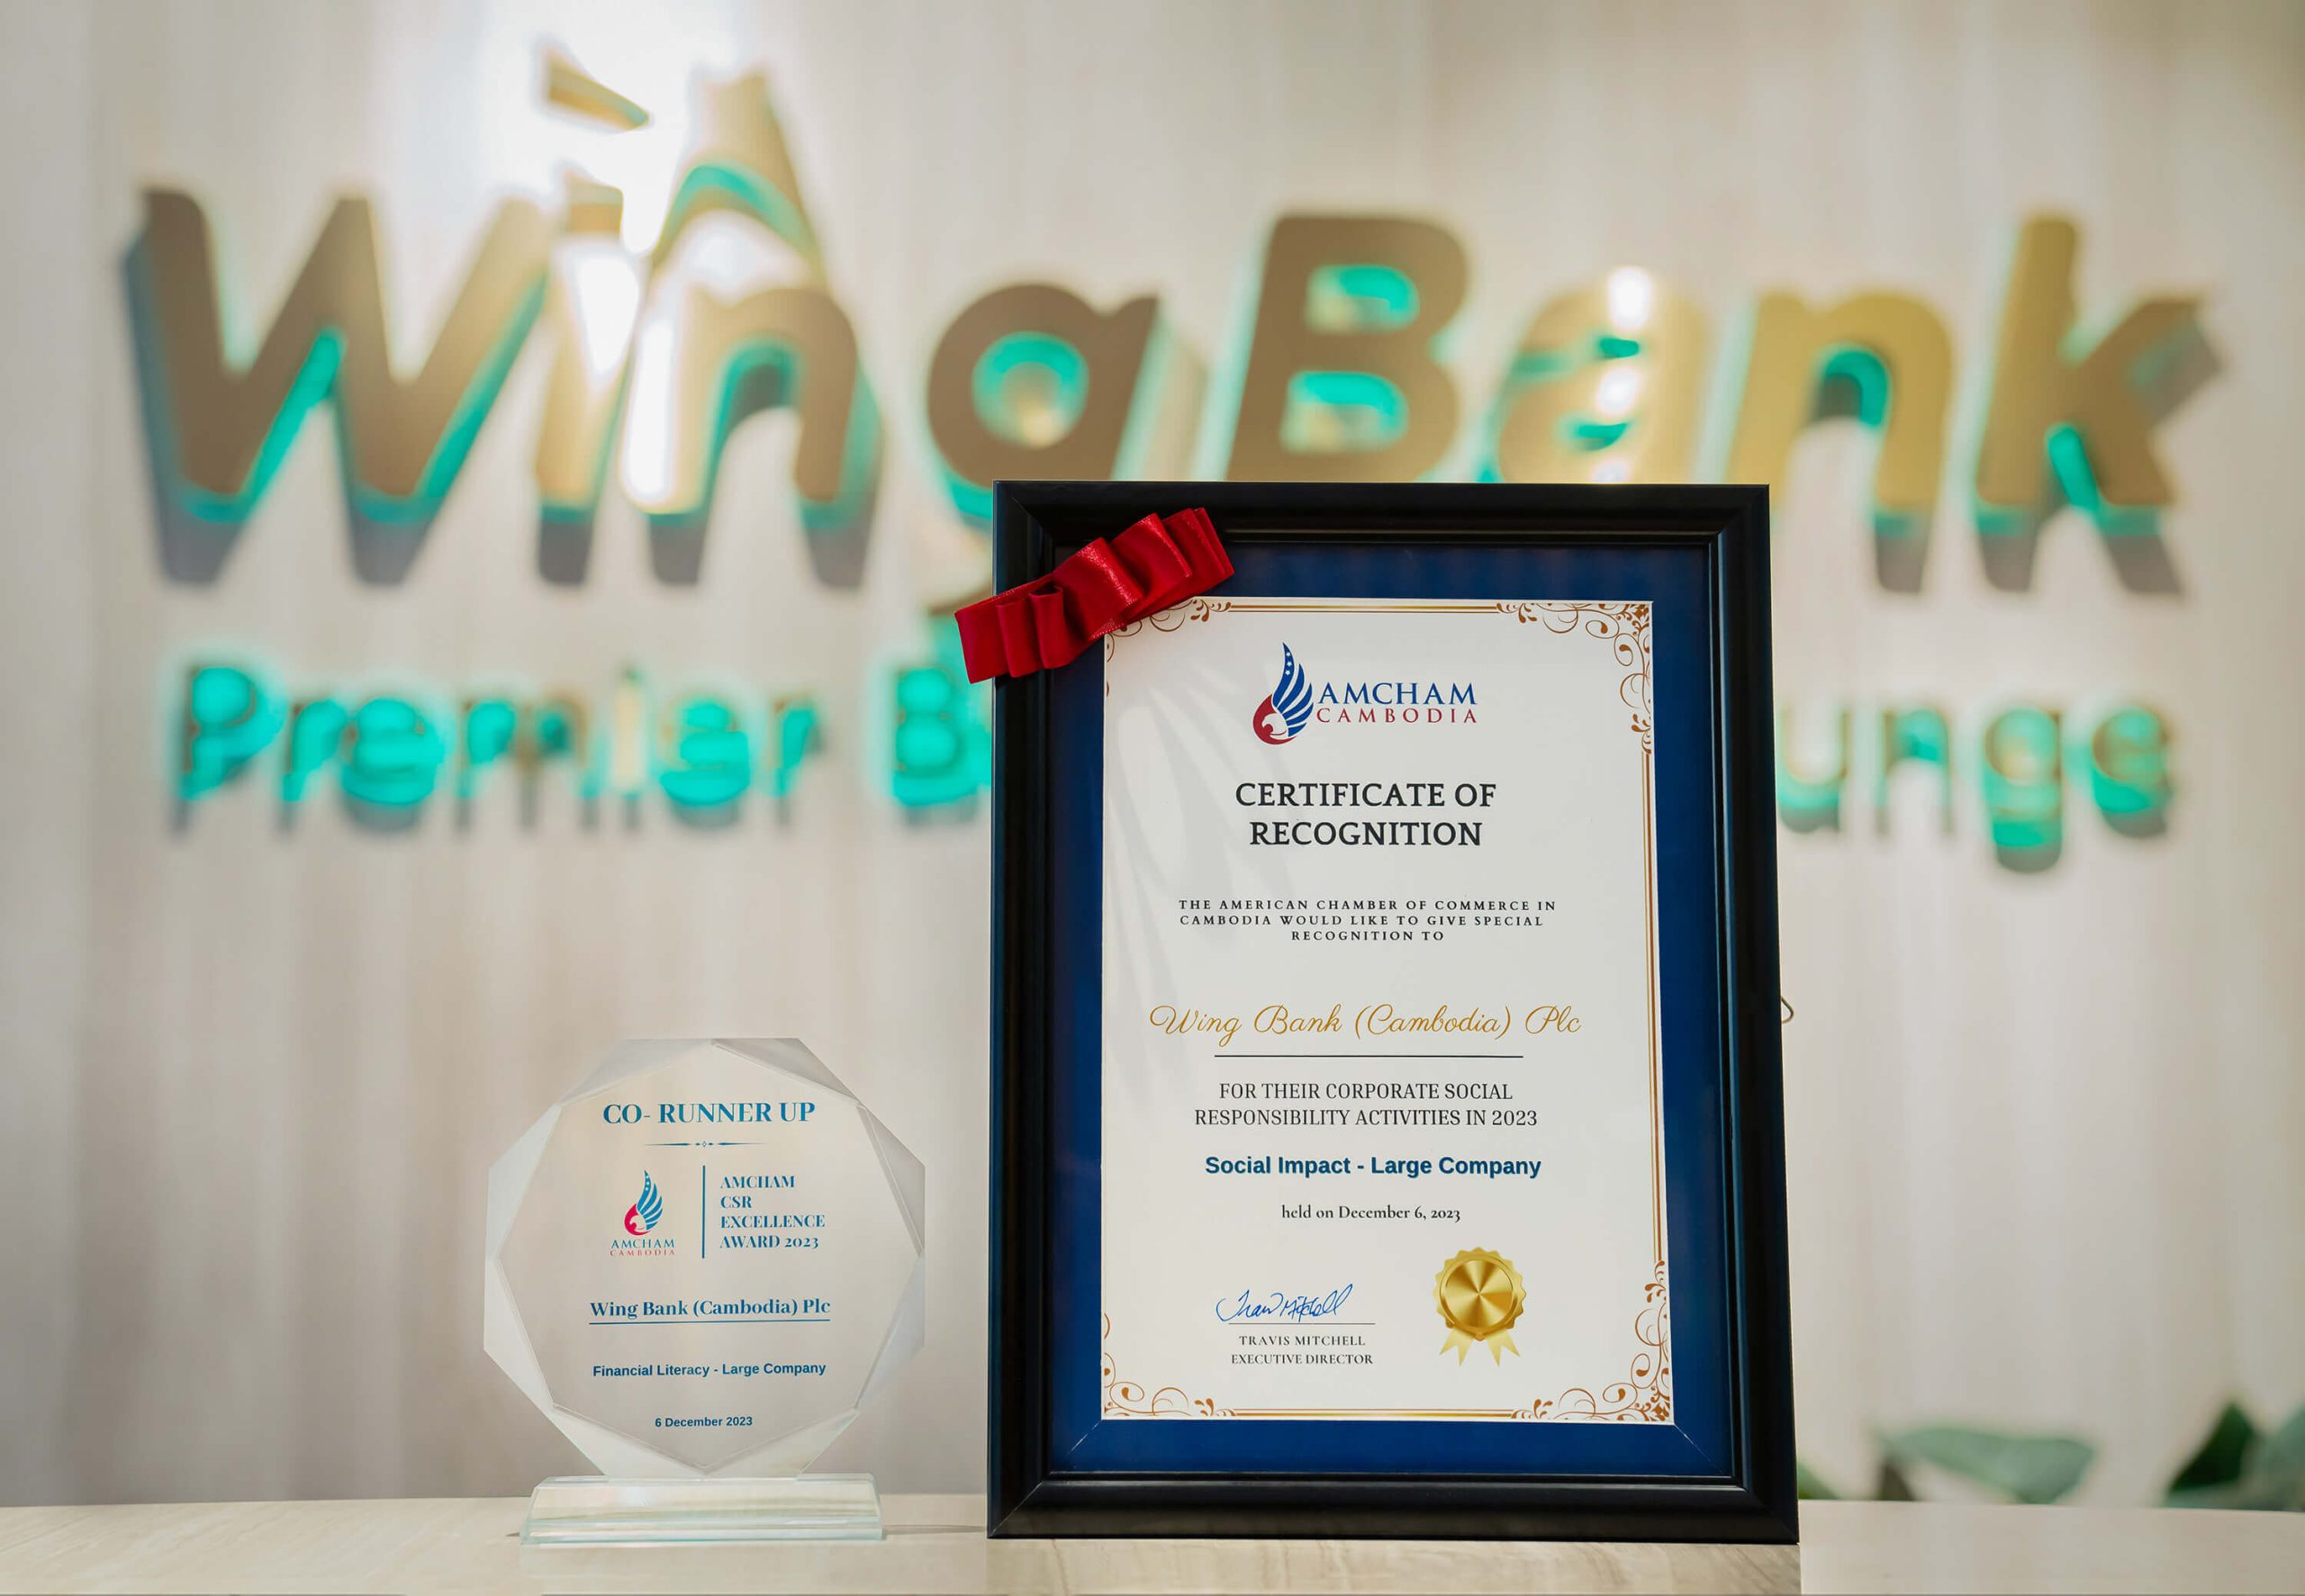 WingBank
Premier B
unge
AMCHAM
CAMBODIA
CERTIFICATE OF
RECOGNITION
THE AMERICAN CHAMBER OF COMMERCE IN
CAMBODIA WOULD LIKE TO GIVE SPECIAL
RECOGNITION TO
Wing Bank (Cambodia) Plc
FOR THEIR CORPORATE SOCIAL
RESPONSIBILITY ACTIVITIES IN 2023
Social Impact - Large Company
held on December 6, 2023
Travis Mitchell
TRAVIS MITCHELL
EXECUTIVE DIRECTOR
CO- RUNNER UP
AMCHAM
CAMBODIA
AMCHAM
CSR
EXCELLENCE
AWARD 2023
Wing Bank (Cambodia) Plc
Financial Literacy - Large Company
6 December 2023